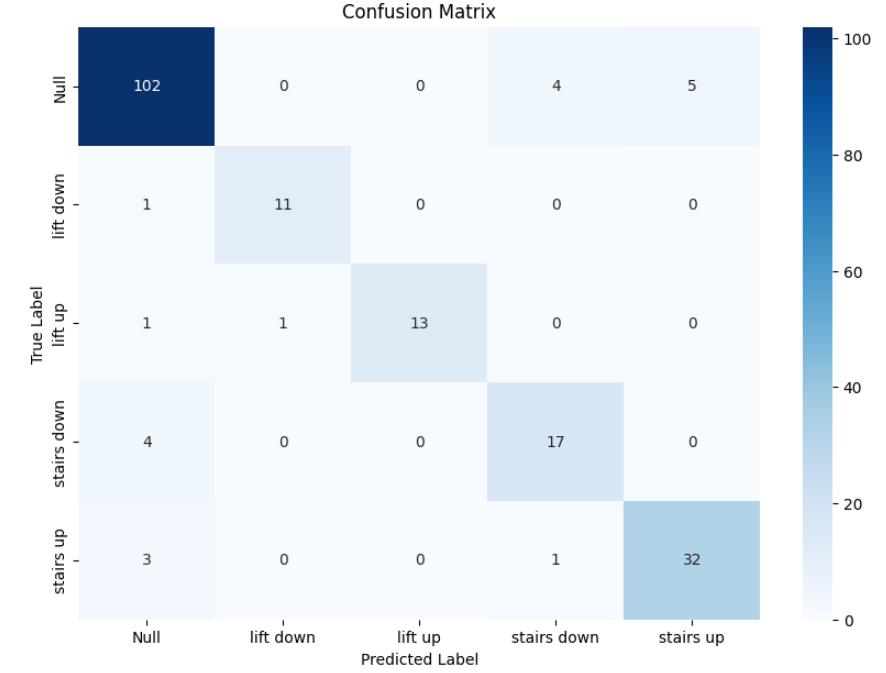 Confusion Matrix
Null 102 0 0 4 5
lift down 1 11 0 0 0
lift up 1 1 13 0 0
stairs down 4 0 0 17 0
stairs up 3 0 0 1 32
True Label
Null lift down lift up stairs down stairs up
Predicted Label
100
80
60
40
20
0